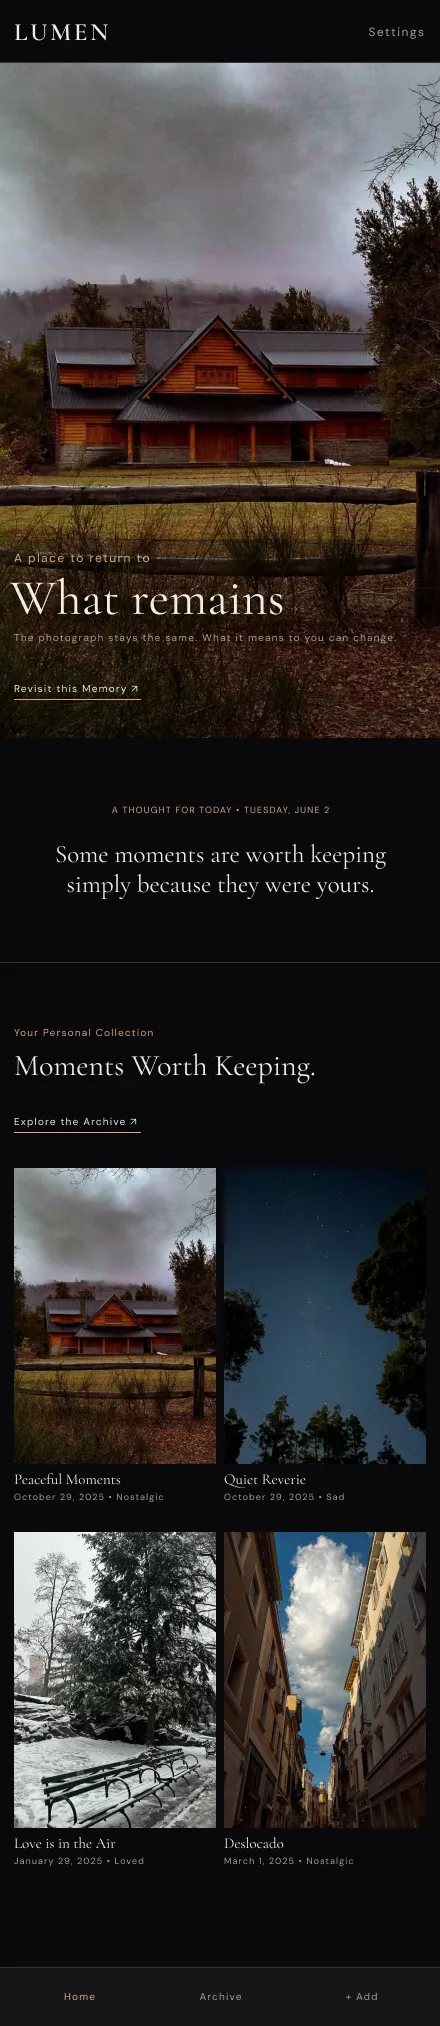 LUMEN
Settings
A place to return to
What remains
The photograph stays the same. What it means to you can change.
Revisit this Memory ↗
A THOUGHT FOR TODAY • TUESDAY, JUNE 2
Some moments are worth keeping
simply because they were yours.
Your Personal Collection
Moments Worth Keeping.
Explore the Archive ↗
Peaceful Moments
October 29, 2025 • Nostalgic
Quiet Reverie
October 29, 2025 • Sad
Love is in the Air
January 29, 2025 • Loved
Deslocado
March 1, 2025 • Nostalgic
Home
Archive
+ Add